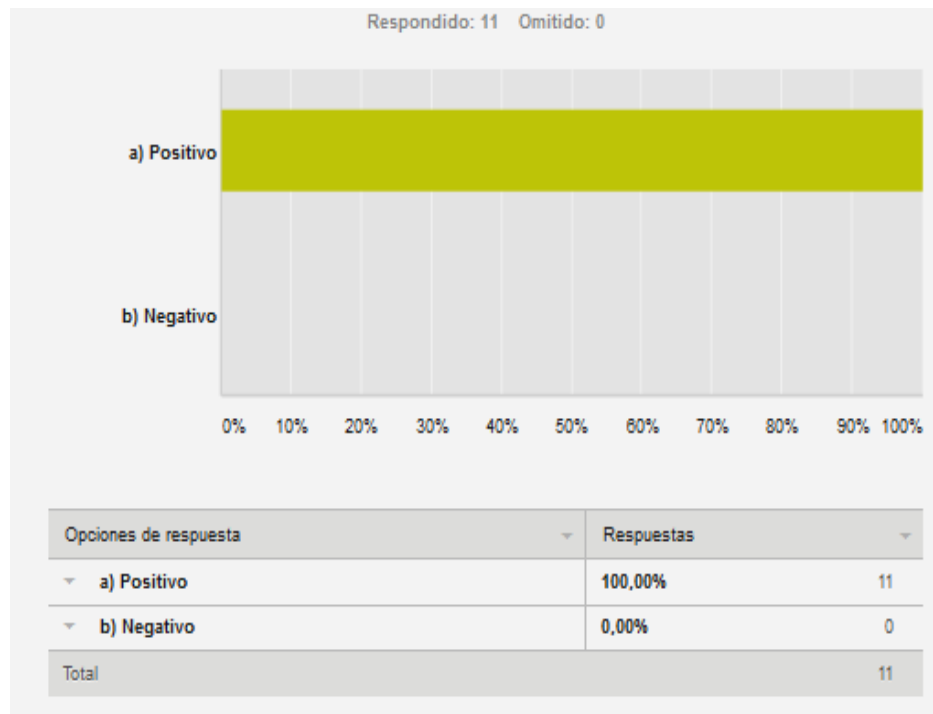 Respondido: 11 Omitido: 0
a) Positivo
b) Negativo
0% 10% 20% 30% 40% 50% 60% 70% 80% 90% 100%
Opciones de respuesta Respuestas
a) Positivo 100,00% 11
b) Negativo 0,00% 0
Total 11